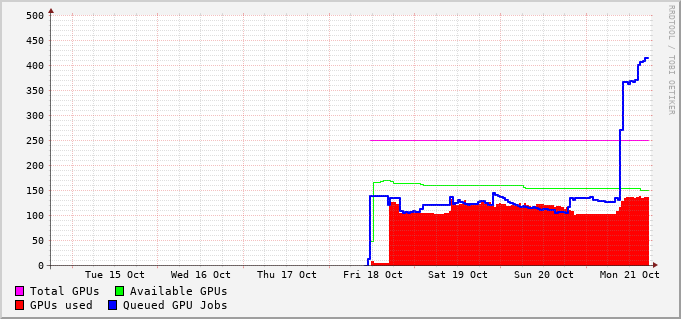 500
450
400
350
300
250
200
150
100
50
0
Tue 15 Oct Wed 16 Oct Thu 17 Oct Fri 18 Oct Sat 19 Oct Sun 20 Oct Mon 21 Oct
Total GPUs Available GPUs
GPUs used Queued GPU Jobs
RRDTOOL / TOBI OETIKER